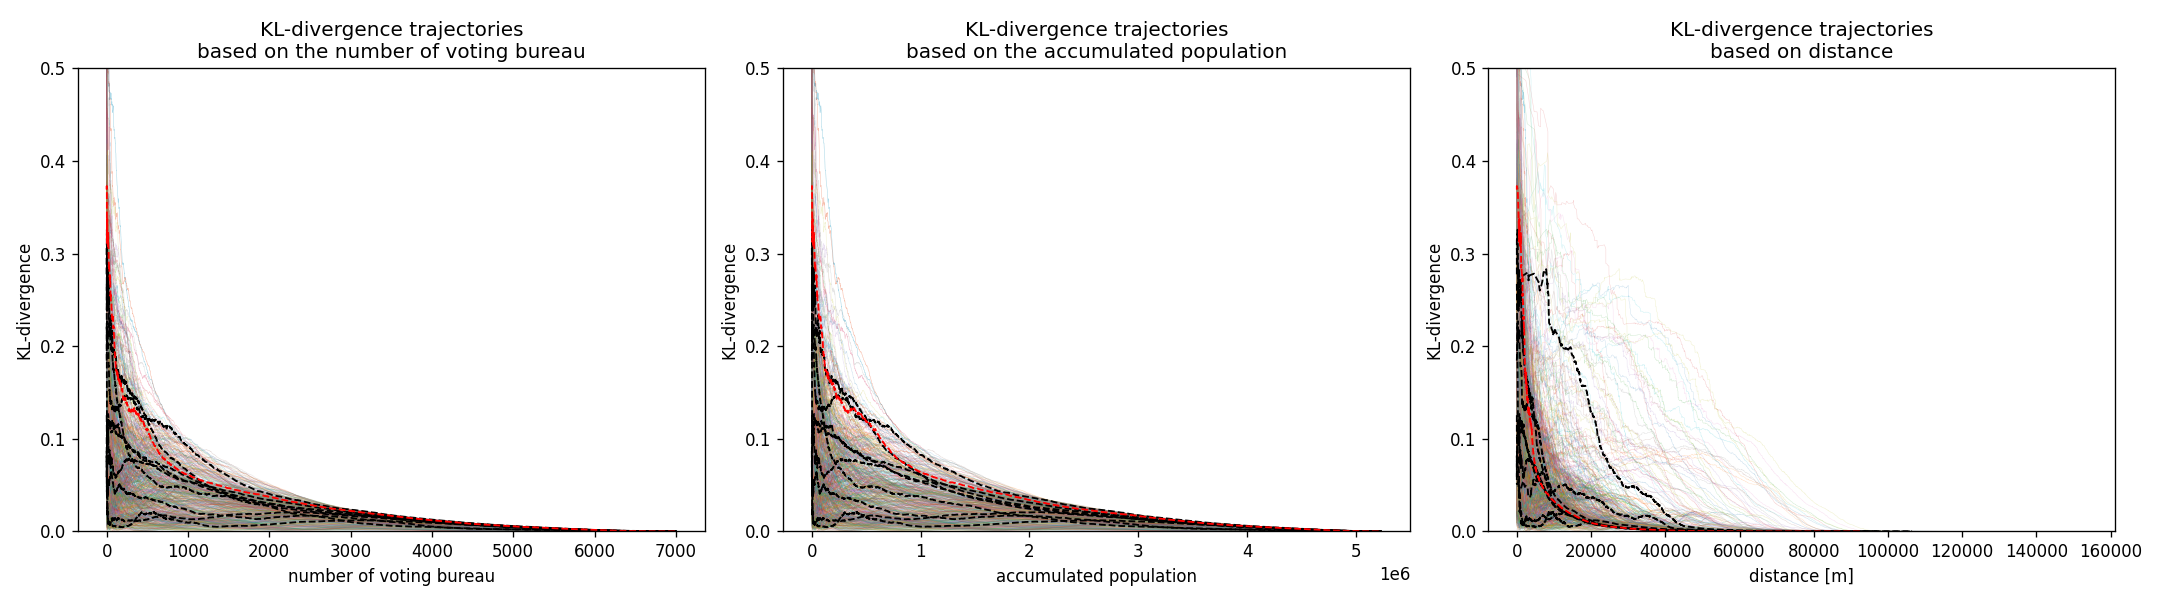 KL-divergence trajectories
based on the number of voting bureau
0.5
0.4
0.3
0.2
0.1
0.0
KL-divergence
0 1000 2000 3000 4000 5000 6000 7000
number of voting bureau
KL-divergence trajectories
based on the accumulated population
0.5
0.4
0.3
0.2
0.1
0.0
KL-divergence
0 1 2 3 4 5
1e6
accumulated population
KL-divergence trajectories
based on distance
0.5
0.4
0.3
0.2
0.1
0.0
KL-divergence
0 20000 40000 60000 80000 100000 120000 140000 160000
distance [m]